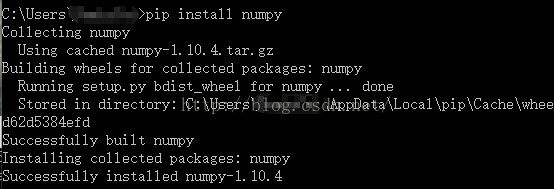 C:\Users\ >pip install numpy
Collecting numpy
  Using cached numpy-1.10.4.tar.gz
Building wheels for collected packages: numpy
  Running setup.py bdist_wheel for numpy ... done
  Stored in directory: C:\Users\ AppData\Local\pip\Cache\whee
d62d5384efd
Successfully built numpy
Installing collected packages: numpy
Successfully installed numpy-1.10.4